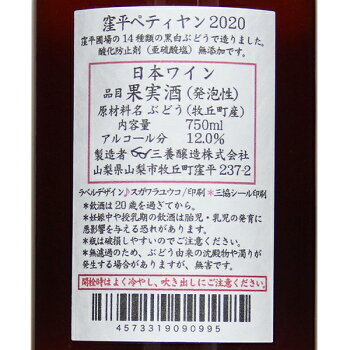 窪平ペティヤン 2020
窪平圃場の14種類の黒白ぶどうで造りました。
酸化防止剤（亜硫酸塩）無添加です。
日本ワイン
品目 果実酒（発泡性）
原材料名 ぶどう（牧丘町産）
内容量 750ml
アルコール分 12.0%
製造者 三養醸造株式会社
山梨県山梨市牧丘町窪平237-2
ラベルデザイン♪スガワラユウコ/印刷＊三協シール印刷
＊飲酒は20歳を過ぎてから。
＊妊娠中や授乳期の飲酒は胎児・乳児の発育に
悪影響を与える恐れがあります。
＊瓶は破損しやすいのでご注意ください。
＊無濾過のため、ぶどう由来の沈殿物や濁りが
発生する場合がありますが、無害です。
開栓時はよく冷やし、吹き出しにご注意ください。
4573319090995